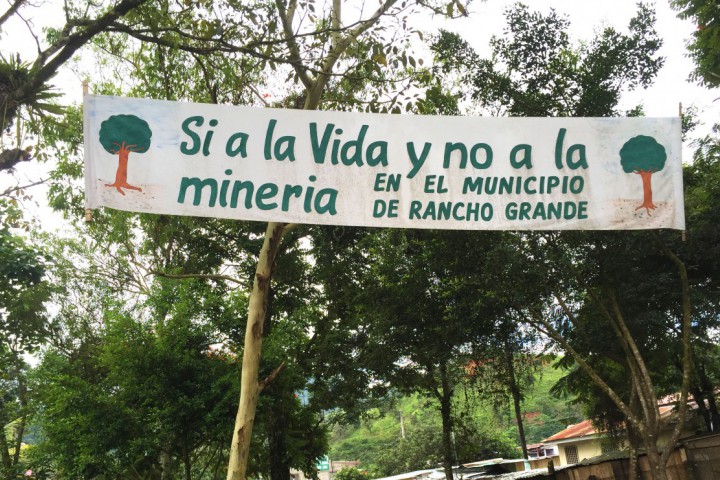 Si a la Vida y no a la
mineria EN EL MUNICIPIO
DE RANCHO GRANDE